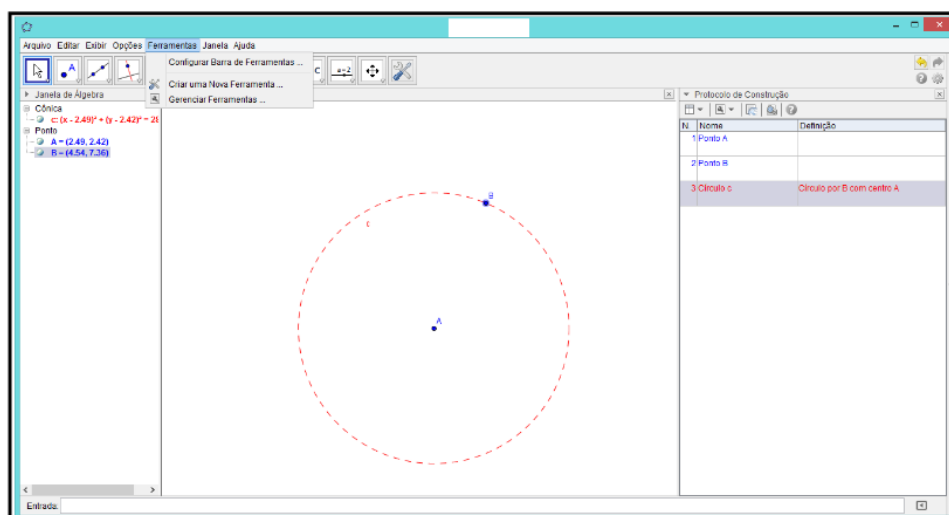 Arquivo Editar Exibir Opções Ferramentas Janela Ajuda
Configurar Barra de Ferramentas ...
Criar uma Nova Ferramenta ...
Gerenciar Ferramentas ...
A
a=2
Janela de Álgebra
Cônica
c: (x - 2.49)² + (y - 2.42)² = 28
Ponto
A = (2.49, 2.42)
B = (4.54, 7.36)
B
c
A
Protocolo de Construção
N. Nome Definição
1 Ponto A
2 Ponto B
3 Círculo c Círculo por B com centro A
Entrada: